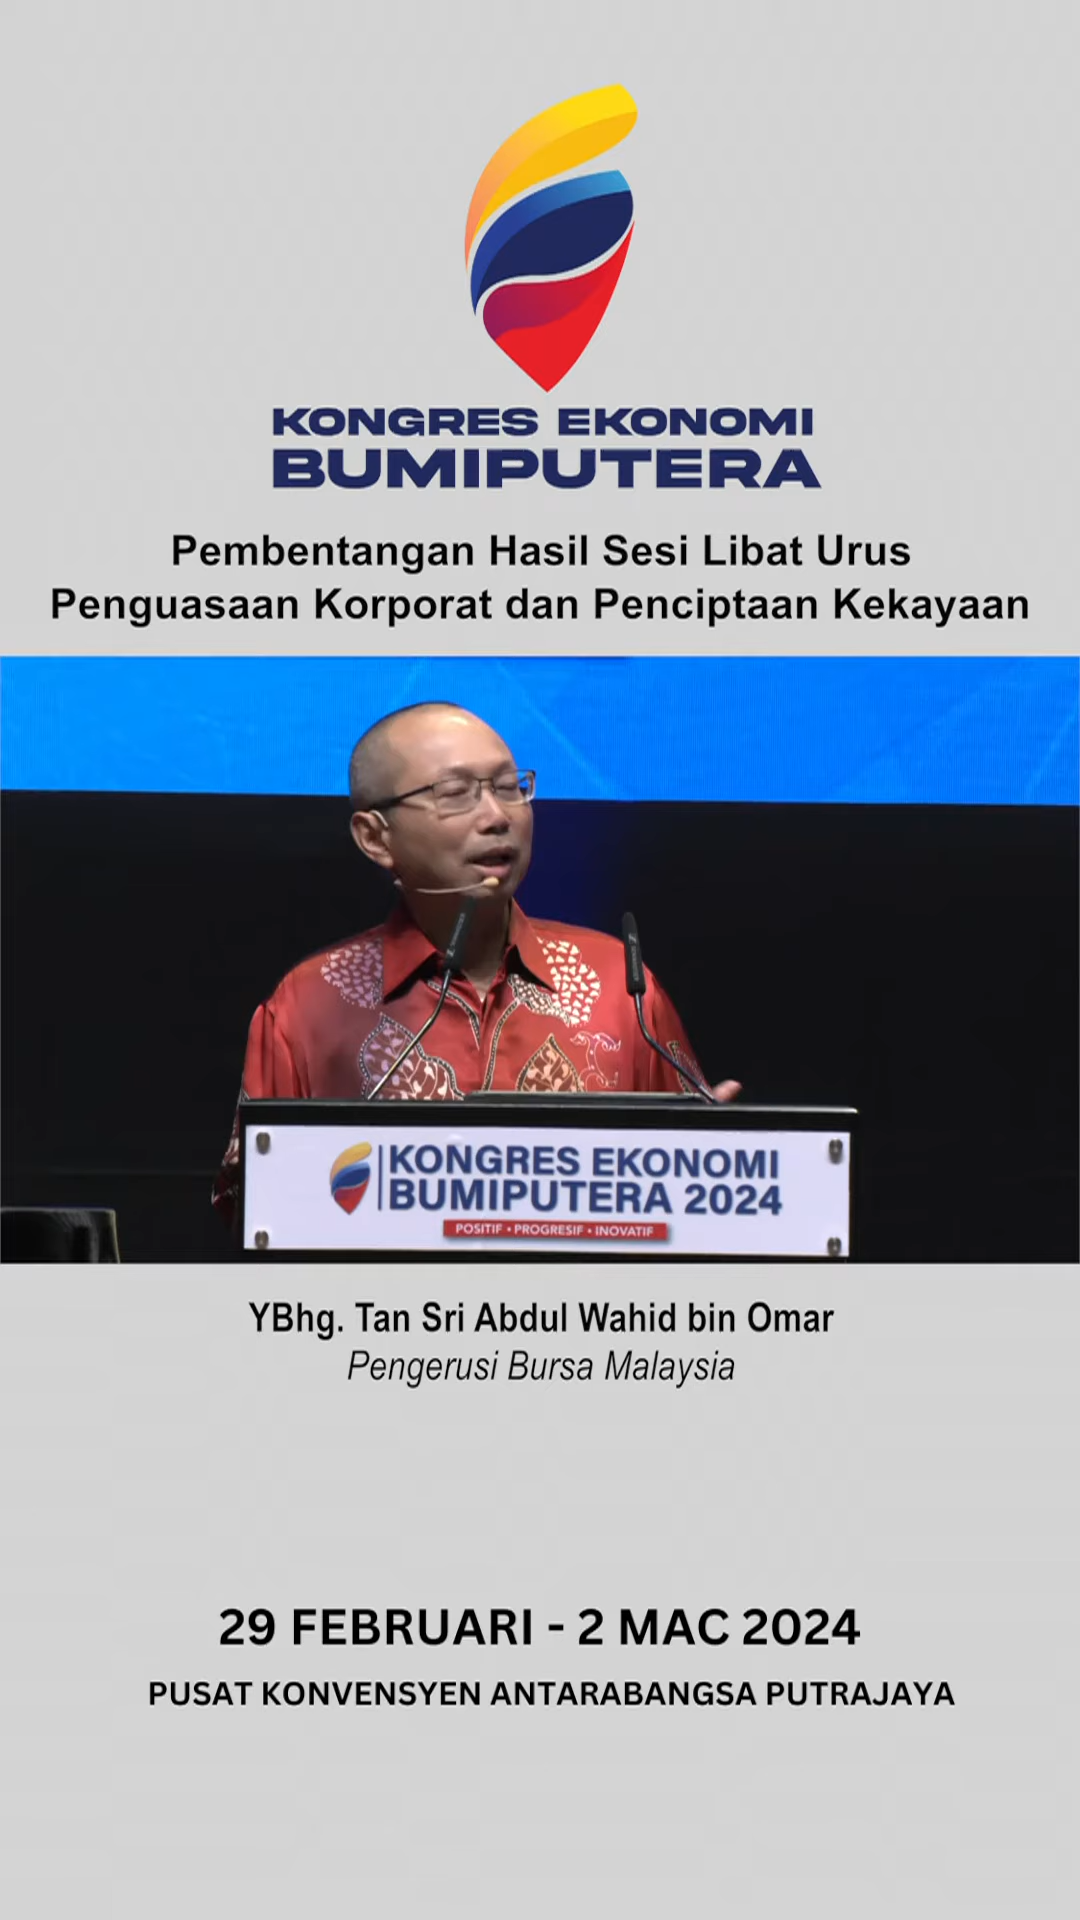 KONGRES EKONOMI
BUMIPUTERA
Pembentangan Hasil Sesi Libat Urus
Penguasaan Korporat dan Penciptaan Kekayaan
KONGRES EKONOMI
BUMIPUTERA 2024
POSITIF • PROGRESIF • INOVATIF
YBhg. Tan Sri Abdul Wahid bin Omar
Pengerusi Bursa Malaysia
29 FEBRUARI - 2 MAC 2024
PUSAT KONVENSYEN ANTARABANGSA PUTRAJAYA